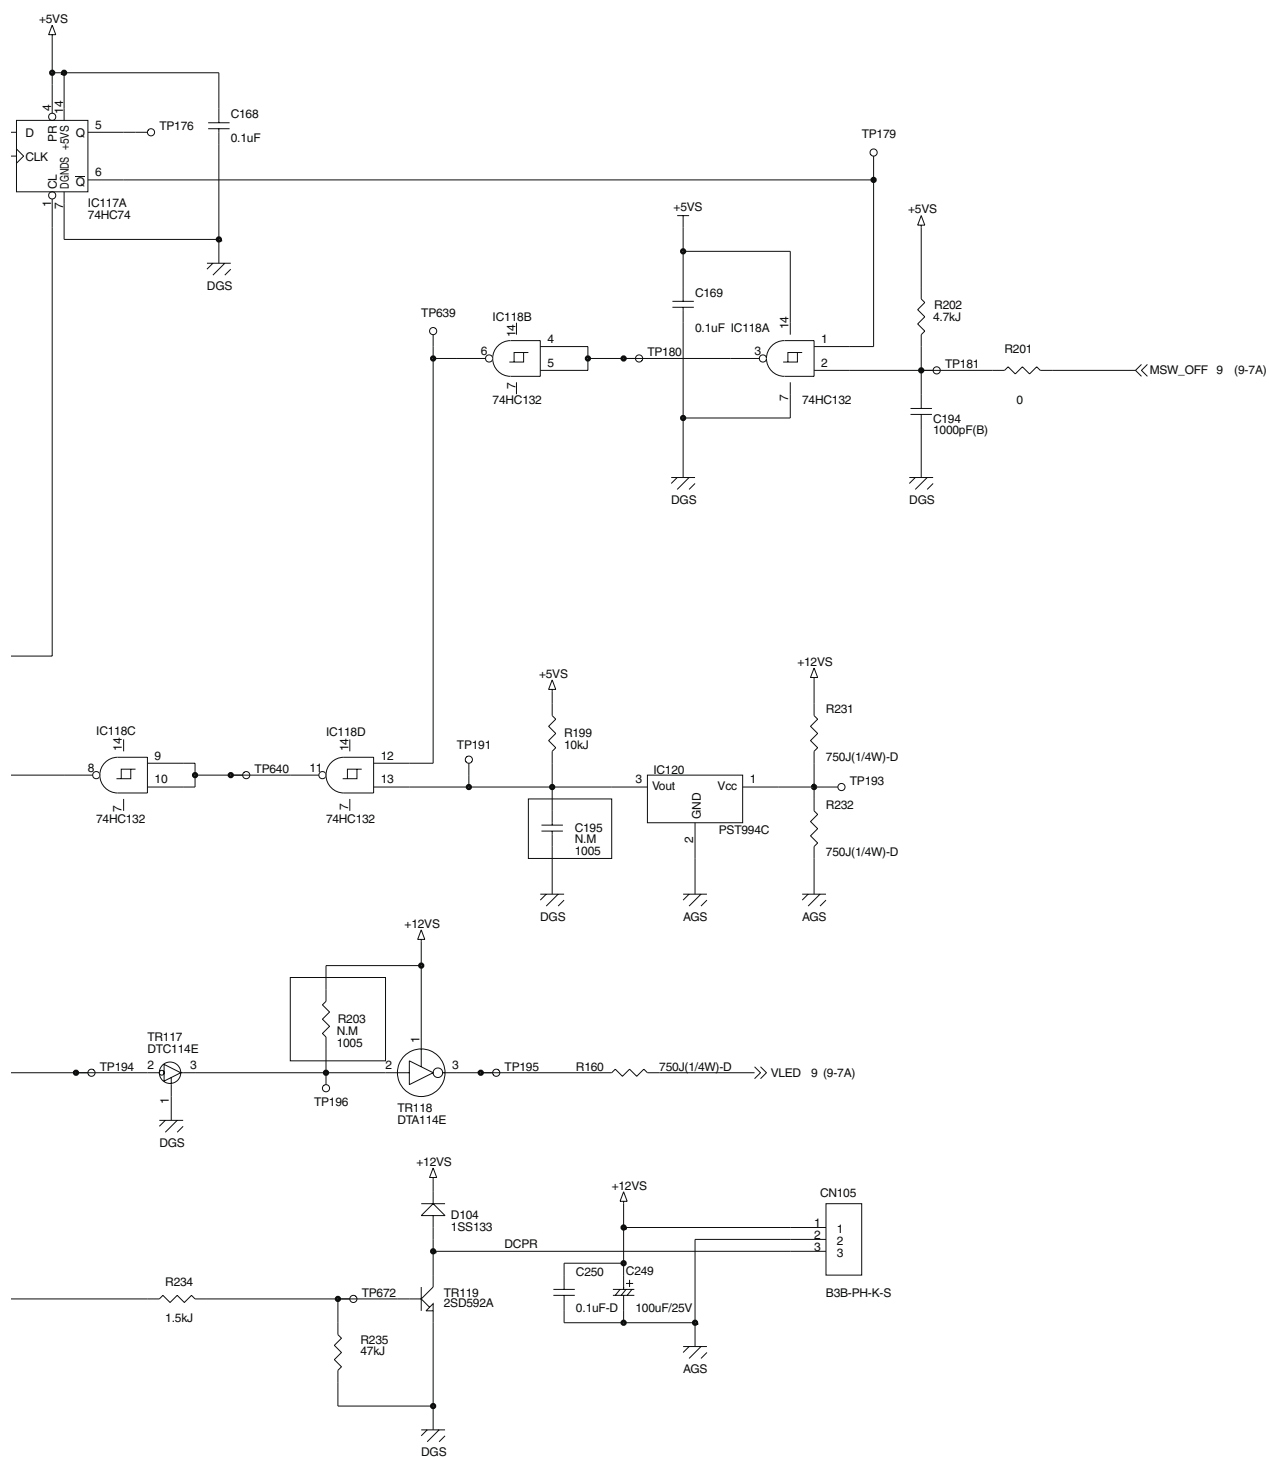 +5VS
4
14
D
PR
+5VS
Q
5
TP176
C168
0.1uF
CLK
CL
DGNDS
Q
6
1
7
IC117A
74HC74
DGS
TP179
+5VS
+5VS
C169
0.1uF IC118A
14
3
1
2
7
74HC132
DGS
R202
4.7kJ
TP181
R201
0
MSW_OFF 9 (9-7A)
C194
1000pF(B)
DGS
TP639
IC118B
14
6
4
5
7
74HC132
TP180
IC118C
14
8
9
10
7
74HC132
TP640
IC118D
14
11
12
13
7
74HC132
TP191
+5VS
R199
10kJ
C195
N.M
1005
DGS
3
IC120
Vout Vcc
GND
1
2
PST994C
AGS
+12VS
R231
750J(1/4W)-D
TP193
R232
750J(1/4W)-D
AGS
+12VS
R203
N.M
1005
TR117
DTC114E
TP194
2
3
1
DGS
TP196
2
1
3
TR118
DTA114E
TP195
R160
750J(1/4W)-D
VLED 9 (9-7A)
+12VS
D104
1SS133
DCPR
+12VS
CN105
1
2
3
1
2
3
B3B-PH-K-S
C250
0.1uF-D
C249
+
100uF/25V
AGS
R234
1.5kJ
TP672
TR119
2SD592A
R235
47kJ
DGS